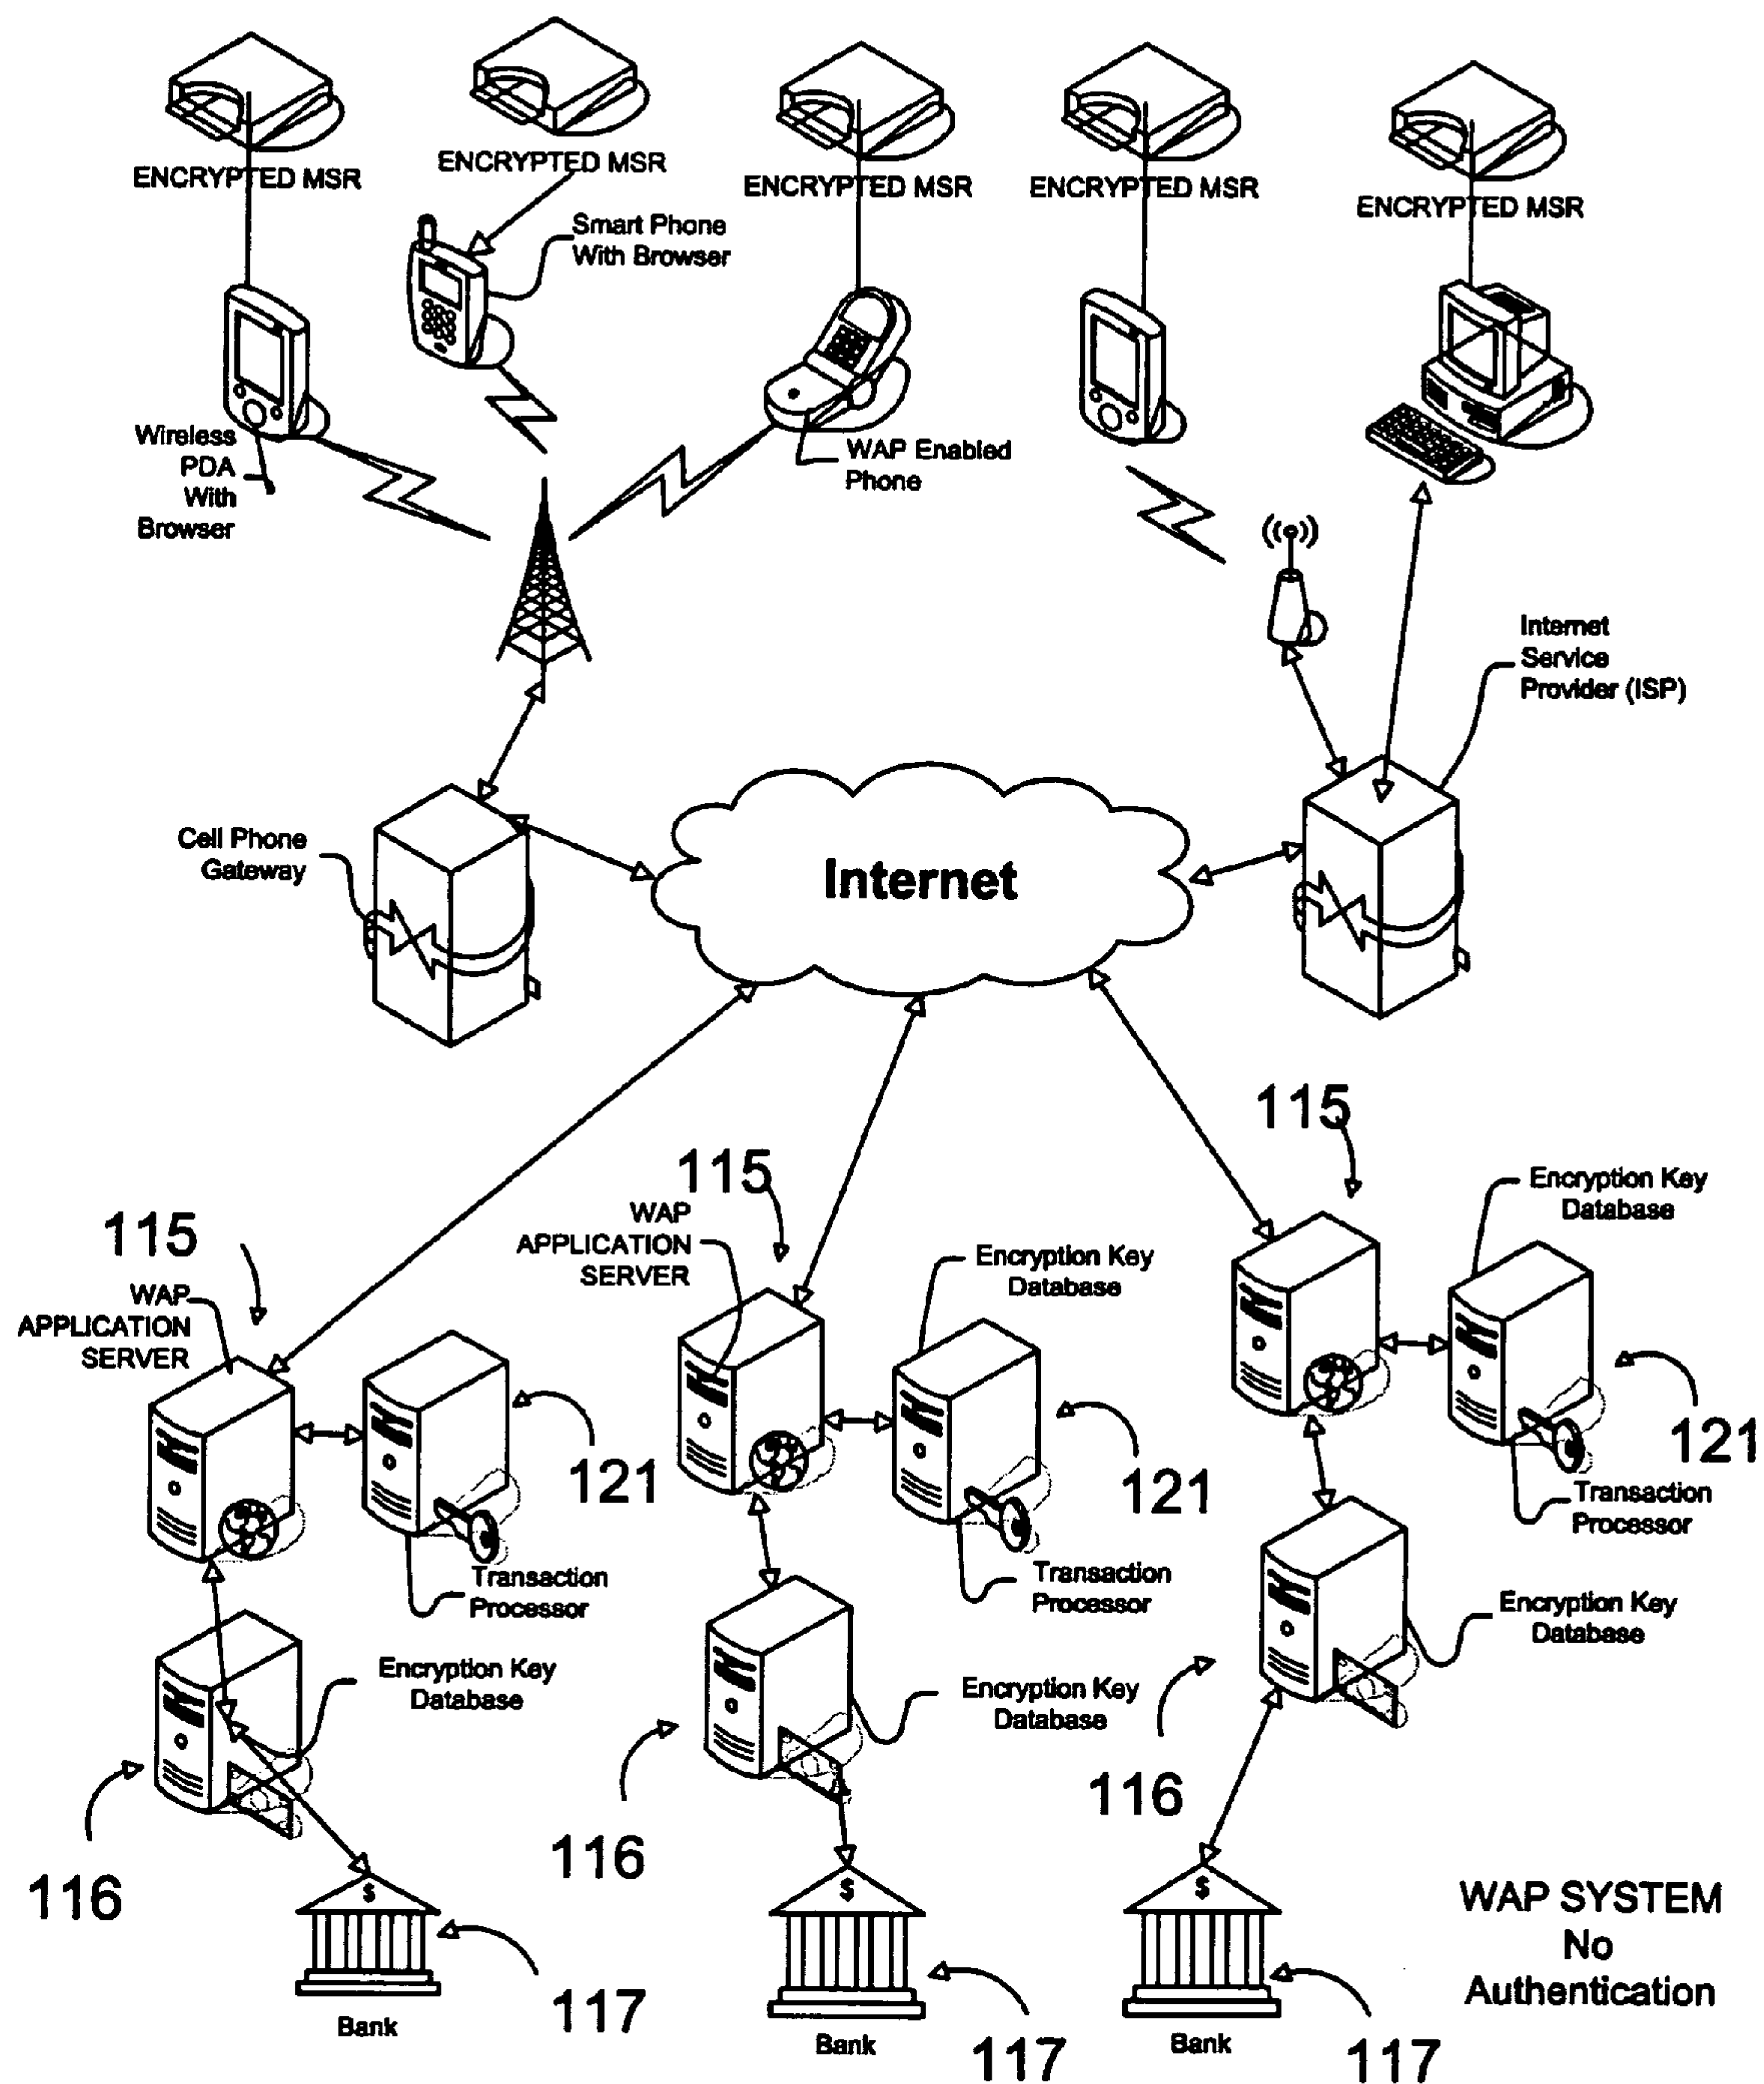 ENCRYPTED MSR
ENCRYPTED MSR
ENCRYPTED MSR
ENCRYPTED MSR
ENCRYPTED MSR
Smart Phone
With Browser
Wireless
PDA
With
Browser
WAP Enabled
Phone
Internet
Service
Provider (ISP)
Cell Phone
Gateway
Internet
115
115
115
WAP
APPLICATION
SERVER
WAP
APPLICATION
SERVER
Encryption Key
Database
Encryption Key
Database
121
121
121
Transaction
Processor
Transaction
Processor
Transaction
Processor
Encryption Key
Database
Encryption Key
Database
Encryption Key
Database
116
116
116
$
$
$
Bank
Bank
Bank
117
117
117
WAP SYSTEM
No
Authentication